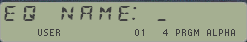 EQ NAME: _
USER 01 4 PRGM ALPHA